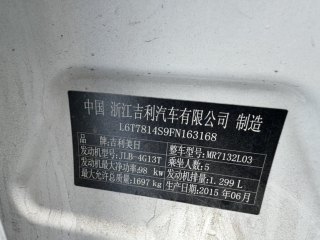 中国 浙江吉利汽车有限公司 制造
L6T7814S9FN163168
品牌:吉利美日 整车型号:MR7132L03
发动机型号:JLB-4G13T 乘坐人数:5
发动机最大净功率:98 kw 发动机排量:1.299 L
最大允许总质量:1697 kg 生产日期:2015 年06月